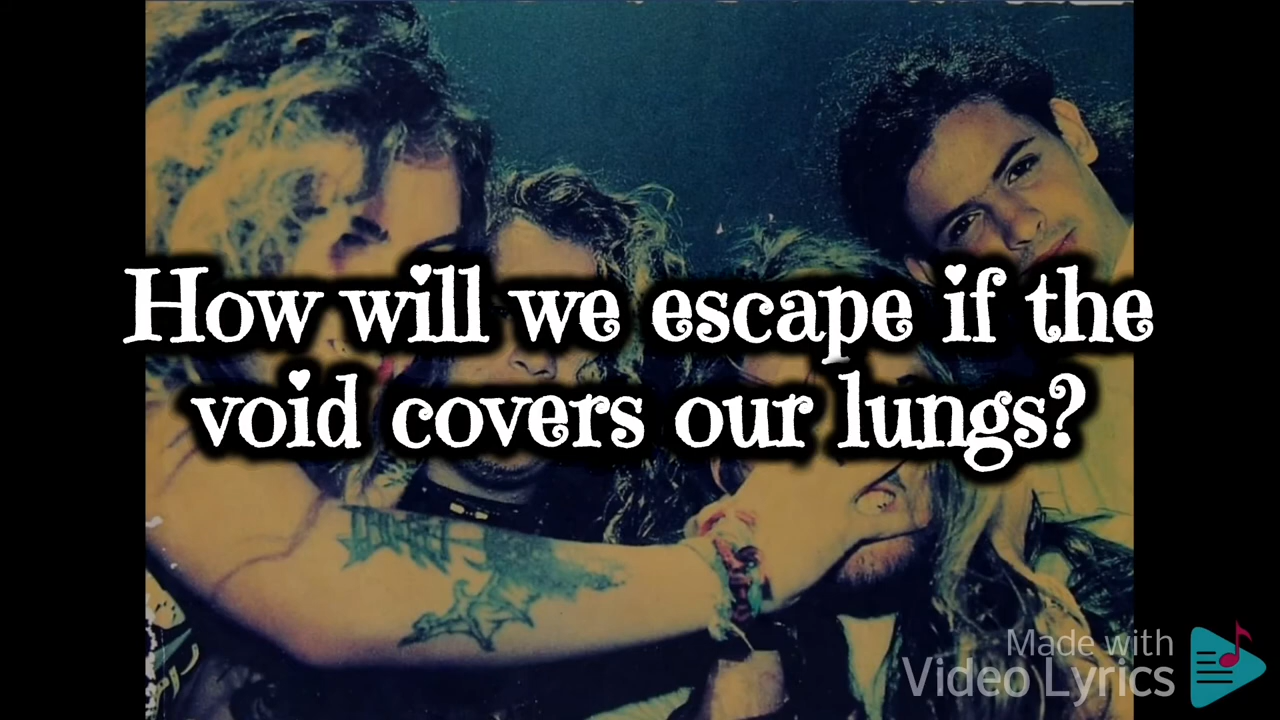 How will we escape if the
void covers our lungs?
Made with
Video Lyrics